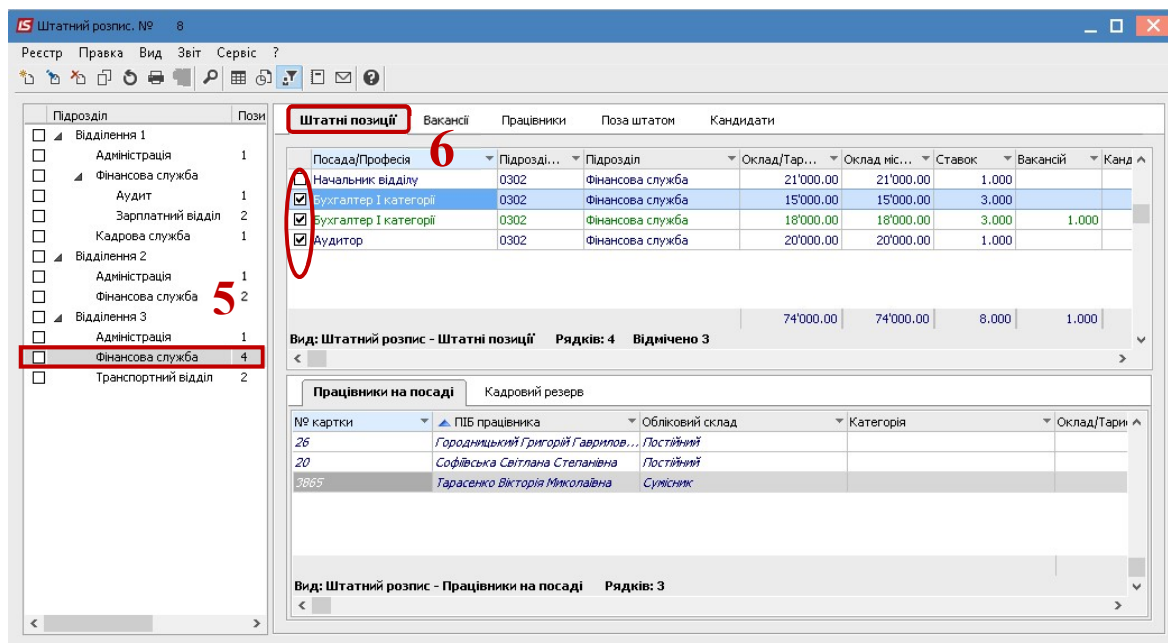 Штатний розпис. № 8
Реєстр Правка Вид Звіт Сервіс ?
Підрозділ Пози
Відділення 1
Адміністрація 1
Фінансова служба
Аудит 1
Зарплатний відділ 2
Кадрова служба 1
Відділення 2
Адміністрація 1
Фінансова служба 2
5
Відділення 3
Адміністрація 1
Фінансова служба 4
Транспортний відділ 2
Штатні позиції Вакансії Працівники Поза штатом Кандидати
6
Посада/Професія Підрозді... Підрозділ Оклад/Тар... Оклад міс... Ставок Вакансій Канд
Начальник відділу 0302 Фінансова служба 21'000.00 21'000.00 1.000
Бухгалтер І категорії 0302 Фінансова служба 15'000.00 15'000.00 3.000
Бухгалтер І категорії 0302 Фінансова служба 18'000.00 18'000.00 3.000 1.000
Аудитор 0302 Фінансова служба 20'000.00 20'000.00 1.000
74'000.00 74'000.00 8.000 1.000
Вид: Штатний розпис - Штатні позиції Рядків: 4 Відмічено 3
Працівники на посаді Кадровий резерв
№ картки ПІБ працівника Обліковий склад Категорія Оклад/Тари
26 Городницький Григорій Гаврилов... Постійний
20 Софіївська Світлана Степанівна Постійний
3865 Тарасенко Вікторія Миколаївна Сумісник
Вид: Штатний розпис - Працівники на посаді Рядків: 3